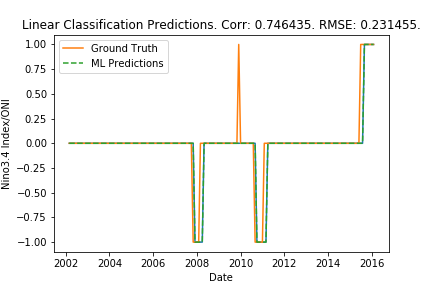 Linear Classification Predictions. Corr: 0.746435. RMSE: 0.231455.
Ground Truth
ML Predictions
Nino3.4 Index/ONI
1.00
0.75
0.50
0.25
0.00
−0.25
−0.50
−0.75
−1.00
2002 2004 2006 2008 2010 2012 2014 2016
Date